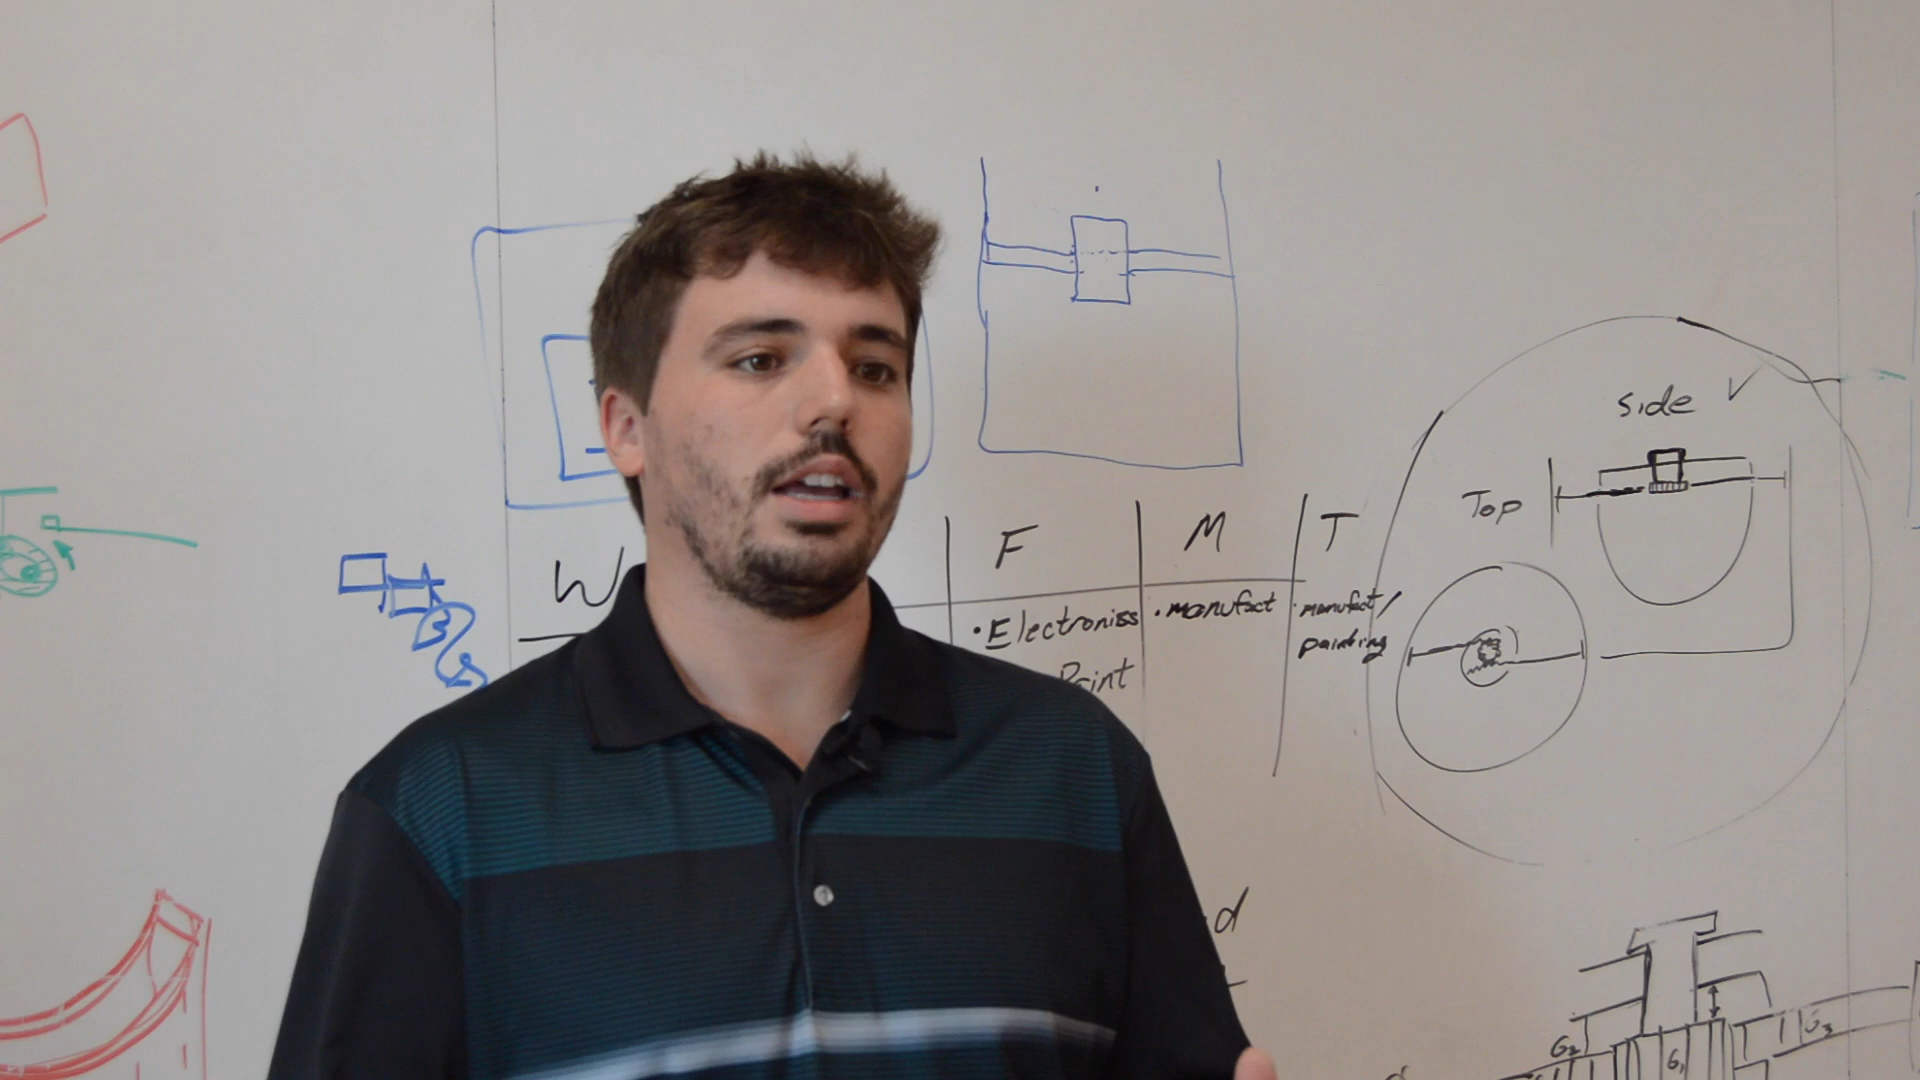 side
Top
W
F
M
T
• Electroniss
• manufact
• manufact/
painting
Paint
d
G2
G1
G3